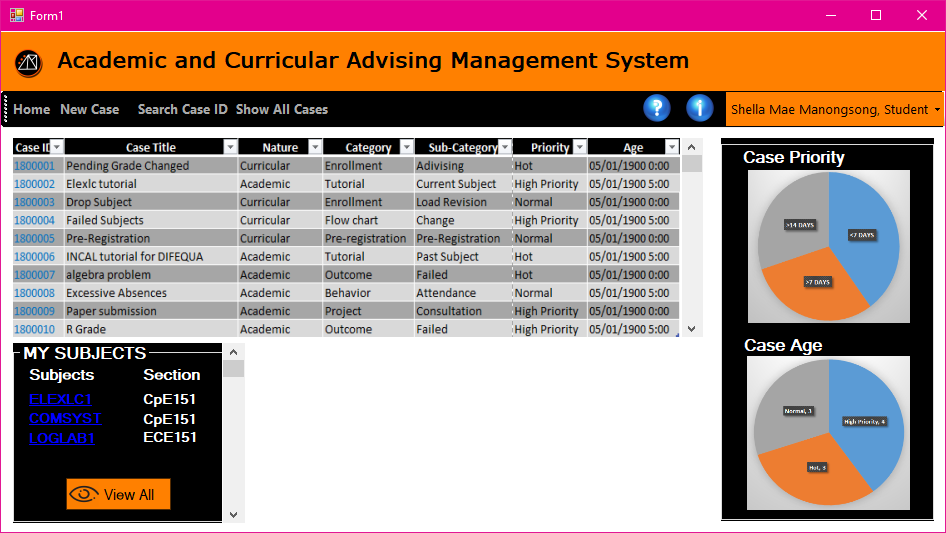 Form1
Academic and Curricular Advising Management System
Home New Case Search Case ID Show All Cases
Shella Mae Manongsong, Student
Case ID Case Title Nature Category Sub-Category Priority Age
1800001 Pending Grade Changed Curricular Enrollment Adivising Hot 05/01/1900 0:00
1800002 Elexlc tutorial Academic Tutorial Current Subject High Priority 05/01/1900 5:00
1800003 Drop Subject Curricular Enrollment Load Revision Normal 05/01/1900 0:00
1800004 Failed Subjects Curricular Flow chart Change High Priority 05/01/1900 5:00
1800005 Pre-Registration Curricular Pre-registration Pre-Registration Normal 05/01/1900 0:00
1800006 INCAL tutorial for DIFEQUA Academic Tutorial Past Subject Hot 05/01/1900 5:00
1800007 algebra problem Academic Outcome Failed Hot 05/01/1900 0:00
1800008 Excessive Absences Academic Behavior Attendance Normal 05/01/1900 5:00
1800009 Paper submission Academic Project Consultation High Priority 05/01/1900 0:00
1800010 R Grade Academic Outcome Failed High Priority 05/01/1900 5:00
MY SUBJECTS
Subjects Section
ELEXLC1 CpE151
COMSYST CpE151
LOGLAB1 ECE151
View All
Case Priority
>14 DAYS
<7 DAYS
>7 DAYS
Case Age
Normal, 3
High Priority, 4
Hot, 3